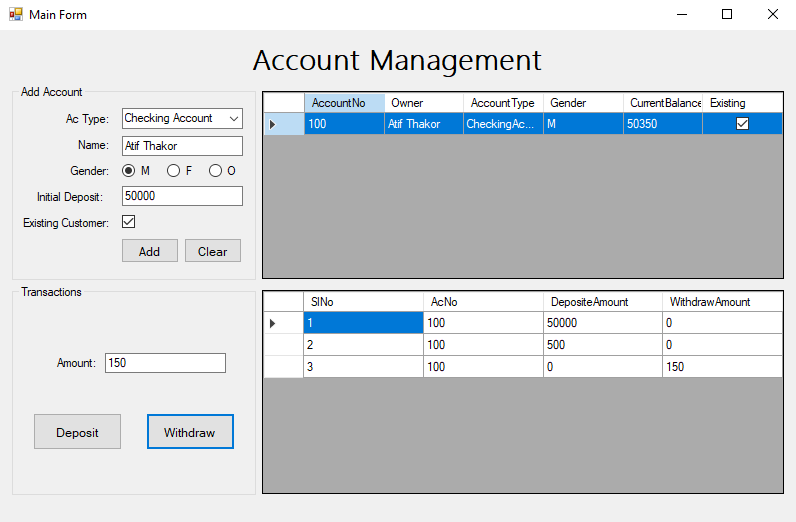 Main Form
Account Management
Add Account
Ac Type: Checking Account
Name: Atif Thakor
Gender: M F O
Initial Deposit: 50000
Existing Customer:
Add Clear
AccountNo Owner AccountType Gender CurrentBalance Existing
100 Atif Thakor CheckingAc... M 50350
Transactions
Amount: 150
Deposit Withdraw
SlNo AcNo DepositeAmount WithdrawAmount
1 100 50000 0
2 100 500 0
3 100 0 150